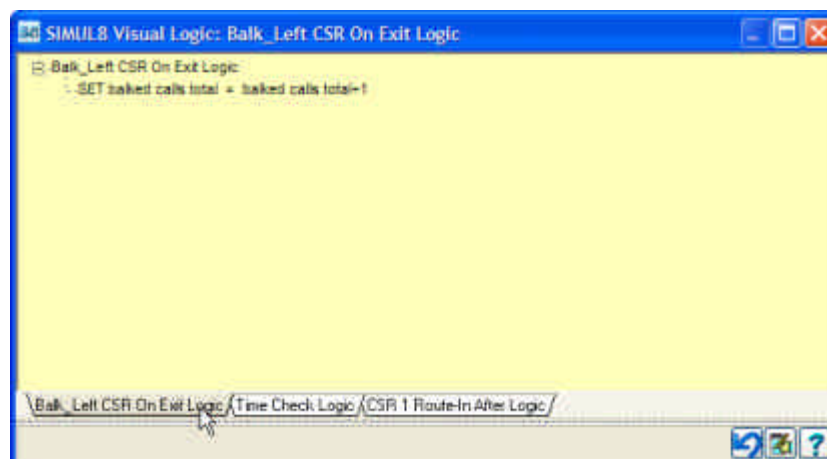 SIMUL8 Visual Logic: Balk_Left CSR On Exit Logic
Balk_Left CSR On Exit Logic
SET balked calls total = balked calls total+1
Balk_Left CSR On Exit Logic Time Check Logic CSR 1 Route-In After Logic
?